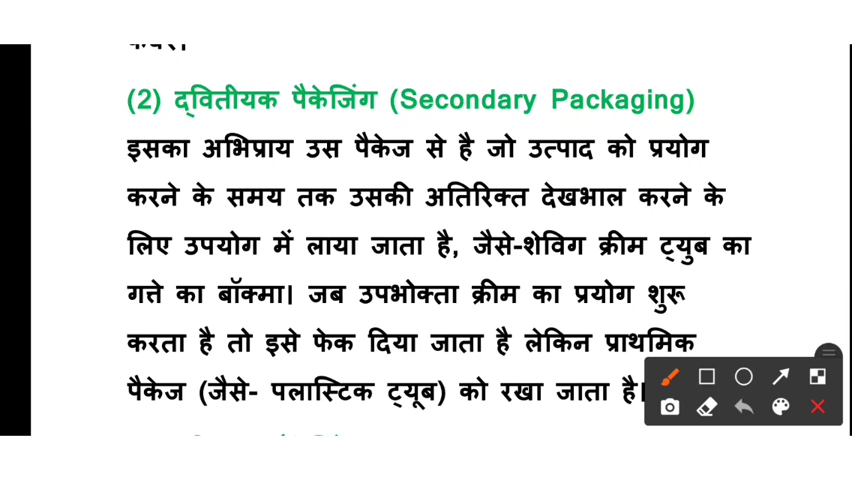 (2) द्वितीयक पैकेजिंग (Secondary Packaging)
इसका अभिप्राय उस पैकेज से है जो उत्पाद को प्रयोग
करने के समय तक उसकी अतिरिक्त देखभाल करने के
लिए उपयोग में लाया जाता है, जैसे-शेविग क्रीम ट्युब का
गत्ते का बॉक्मा। जब उपभोक्ता क्रीम का प्रयोग शुरू
करता है तो इसे फेक दिया जाता है लेकिन प्राथमिक
पैकेज (जैसे- पलास्टिक ट्यूब) को रखा जाता है।